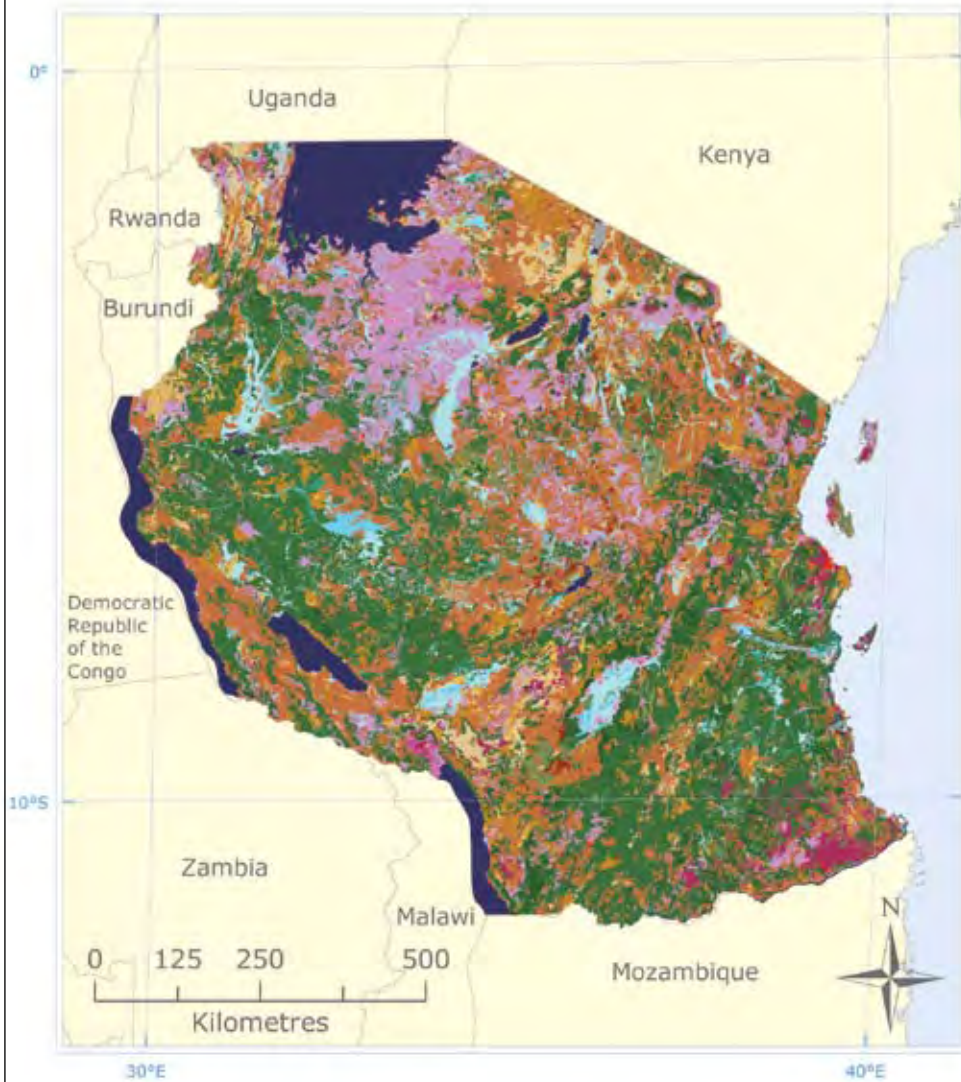 0°
Uganda
Kenya
Rwanda
Burundi
Democratic
Republic
of the
Congo
10°S
Zambia
Malawi
N
0 125 250 500
Mozambique
Kilometres
30°E 40°E